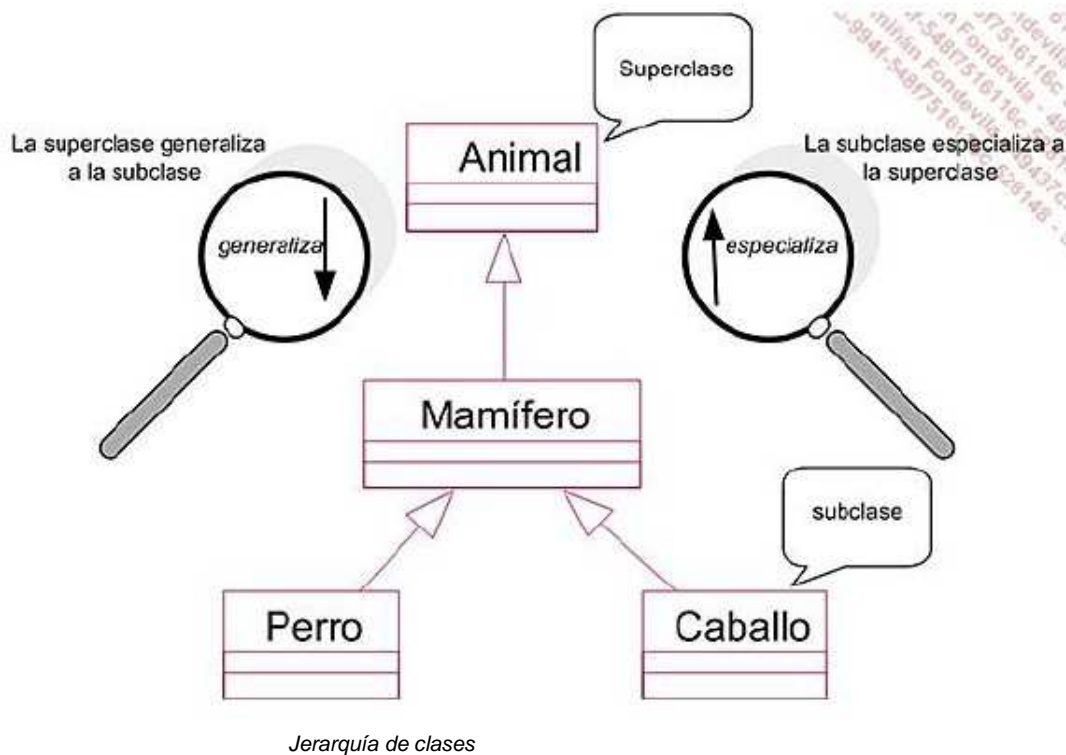 Superclase
La superclase generaliza
a la subclase
Animal
La subclase especializa a
la superclase
generaliza
especializa
Mamífero
subclase
Perro
Caballo
Jerarquía de clases